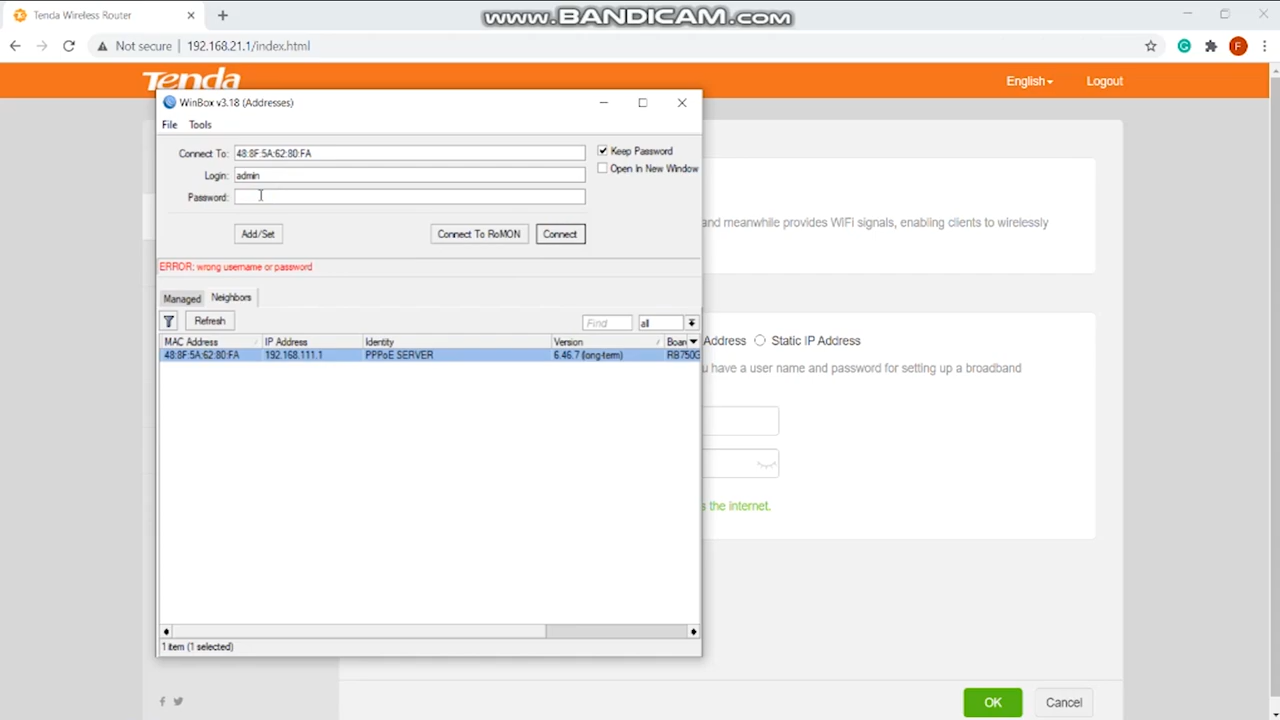 Tenda Wireless Router
www.BANDICAM.com
Not secure
192.168.21.1/index.html
F
Tenda
English
Logout
WinBox v3.18 (Addresses)
File
Tools
Connect To:
48:8F:5A:62:80:FA
Keep Password
Login:
admin
Open In New Window
Password:
Add/Set
Connect To RoMON
Connect
and meanwhile provides WiFi signals, enabling clients to wirelessly
ERROR: wrong username or password
Managed
Neighbors
Refresh
Find
all
MAC Address
IP Address
Identity
Version
Boar
48:8F:5A:62:80:FA
192.168.111.1
PPPoE SERVER
6.46.7 (long-term)
RB750G
Address
Static IP Address
u have a user name and password for setting up a broadband
s the internet.
1 item (1 selected)
OK
Cancel